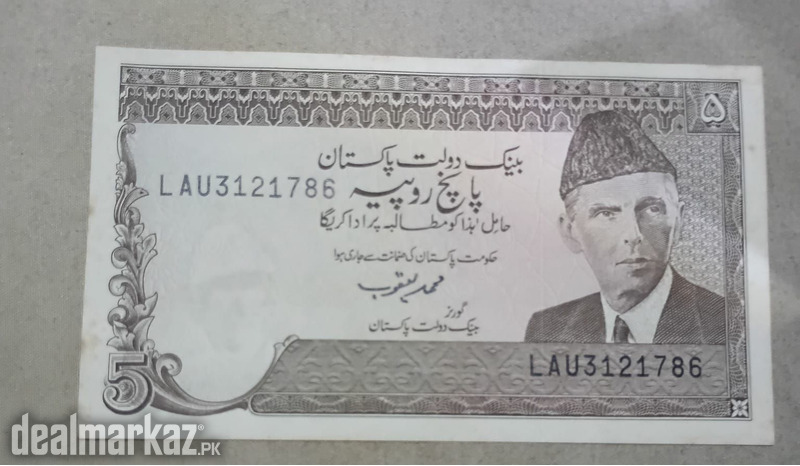 ۵
بینک دولت پاکستان
LAU3121786
پانچ روپیہ
حامل ہٰذا کو مطالبہ پر ادا کریگا
حکومت پاکستان کی ضمانت سے جاری ہوا
محمد یعقوب
گورنر
بینک دولت پاکستان
LAU3121786
5
dealmarkaz.PK